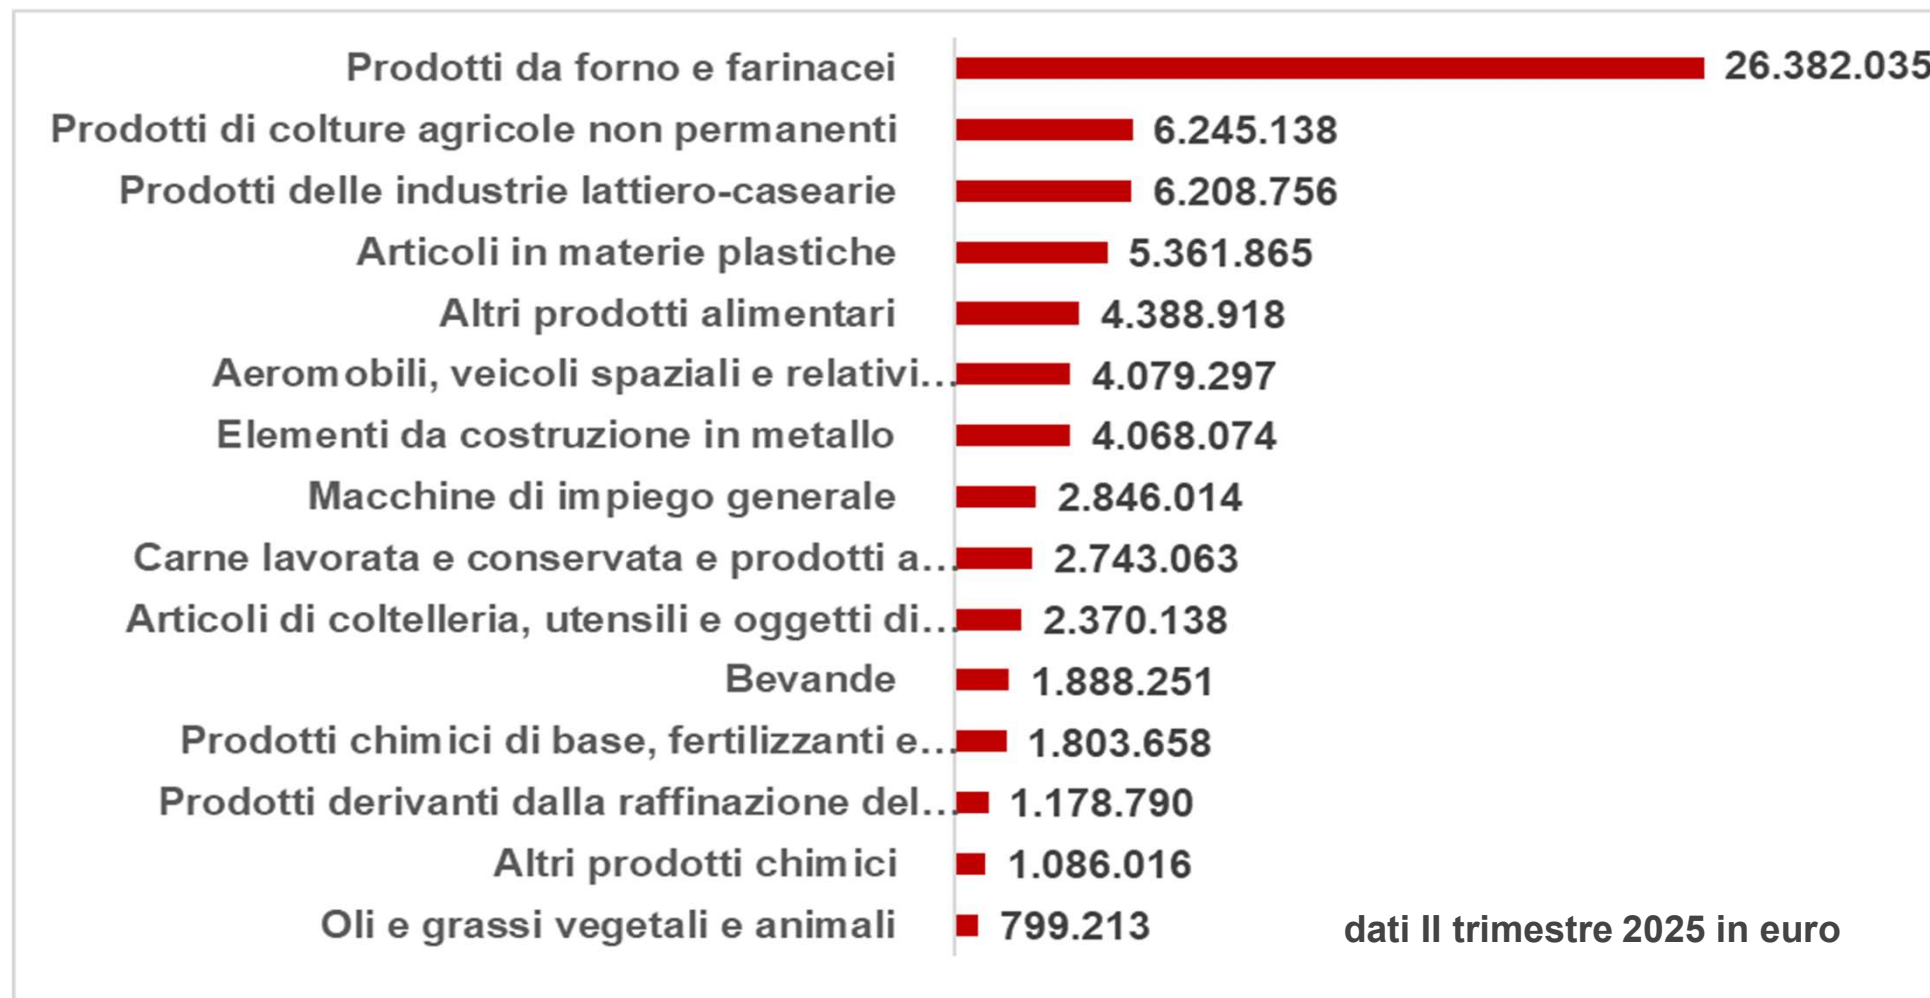 Prodotti da forno e farinacei 26.382.035
Prodotti di colture agricole non permanenti 6.245.138
Prodotti delle industrie lattiero-casearie 6.208.756
Articoli in materie plastiche 5.361.865
Altri prodotti alimentari 4.388.918
Aeromobili, veicoli spaziali e relativi... 4.079.297
Elementi da costruzione in metallo 4.068.074
Macchine di impiego generale 2.846.014
Carne lavorata e conservata e prodotti a... 2.743.063
Articoli di coltelleria, utensili e oggetti di... 2.370.138
Bevande 1.888.251
Prodotti chimici di base, fertilizzanti e... 1.803.658
Prodotti derivanti dalla raffinazione del... 1.178.790
Altri prodotti chimici 1.086.016
Oli e grassi vegetali e animali 799.213
dati II trimestre 2025 in euro